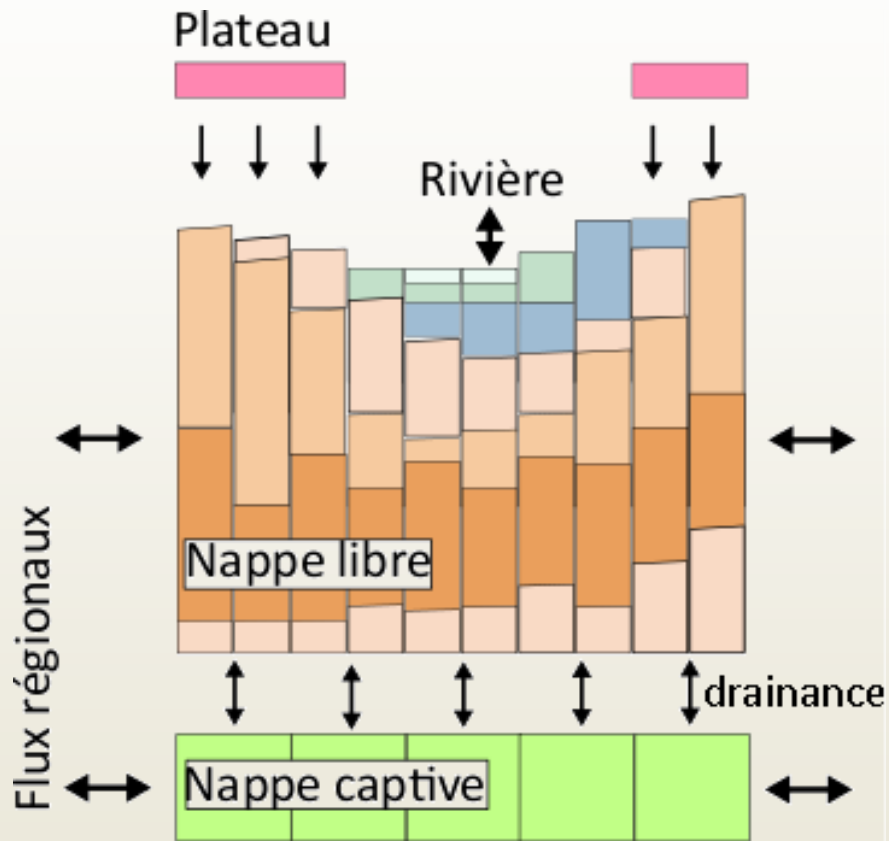 Plateau
Rivière
Nappe libre
Flux régionaux
drainance
Nappe captive